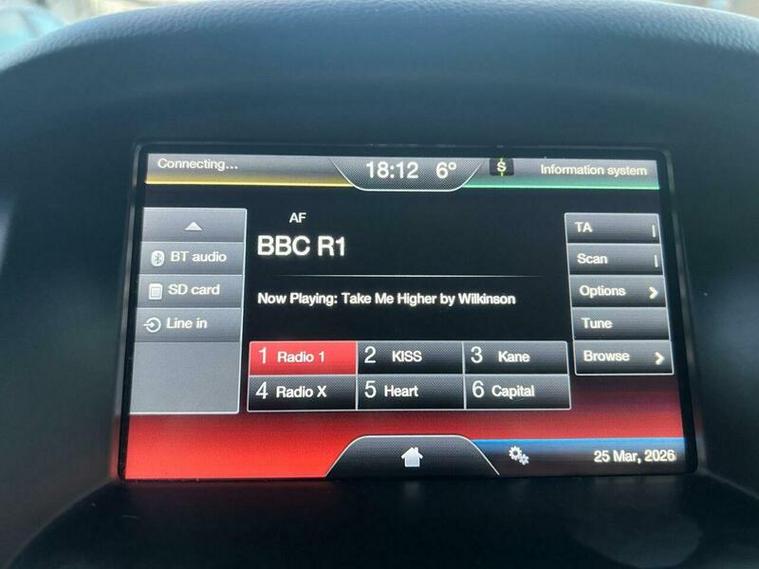 Connecting...
18:12 6°
Information system
AF
BBC R1
Now Playing: Take Me Higher by Wilkinson
BT audio
SD card
Line in
TA
Scan
Options
Tune
Browse
1 Radio 1
2 KISS
3 Kane
4 Radio X
5 Heart
6 Capital
25 Mar, 2026